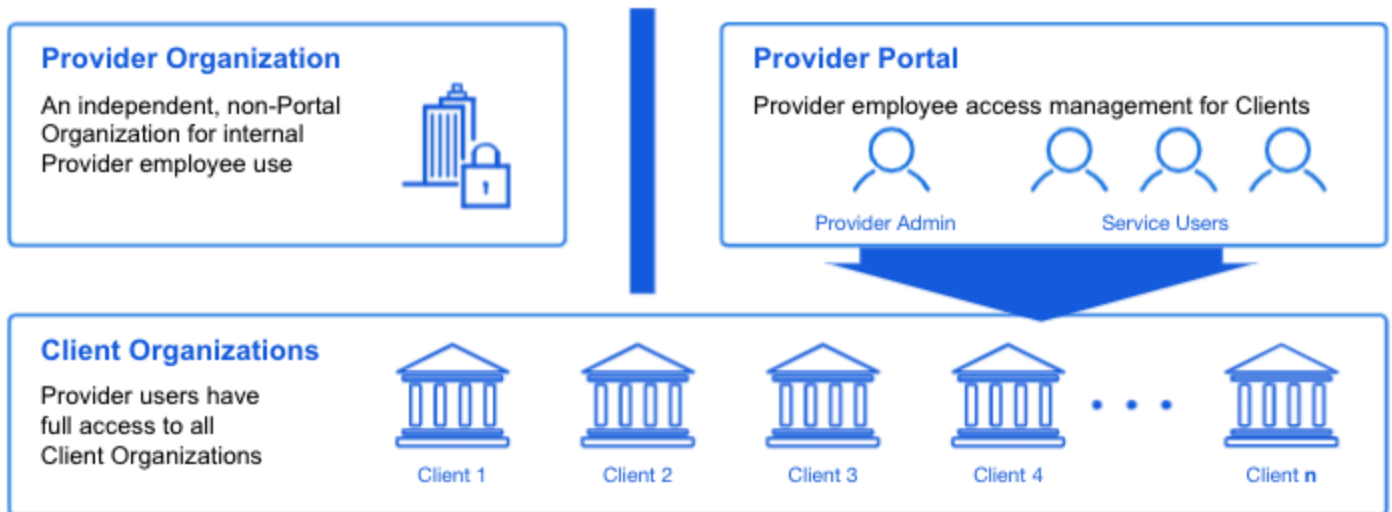 Provider Organization
An independent, non-Portal
Organization for internal
Provider employee use
Provider Portal
Provider employee access management for Clients
Provider Admin
Service Users
Client Organizations
Provider users have
full access to all
Client Organizations
Client 1
Client 2
Client 3
Client 4
• • •
Client n